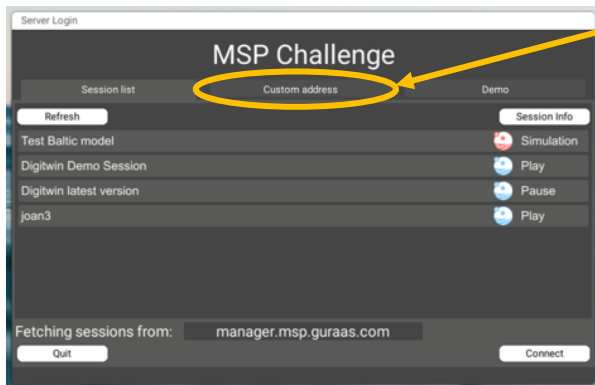 Server Login
MSP Challenge
Session list Custom address Demo
Refresh Session Info
Test Baltic model Simulation
Digitwin Demo Session Play
Digitwin latest version Pause
joan3 Play
Fetching sessions from: manager.msp.guraas.com
Quit Connect